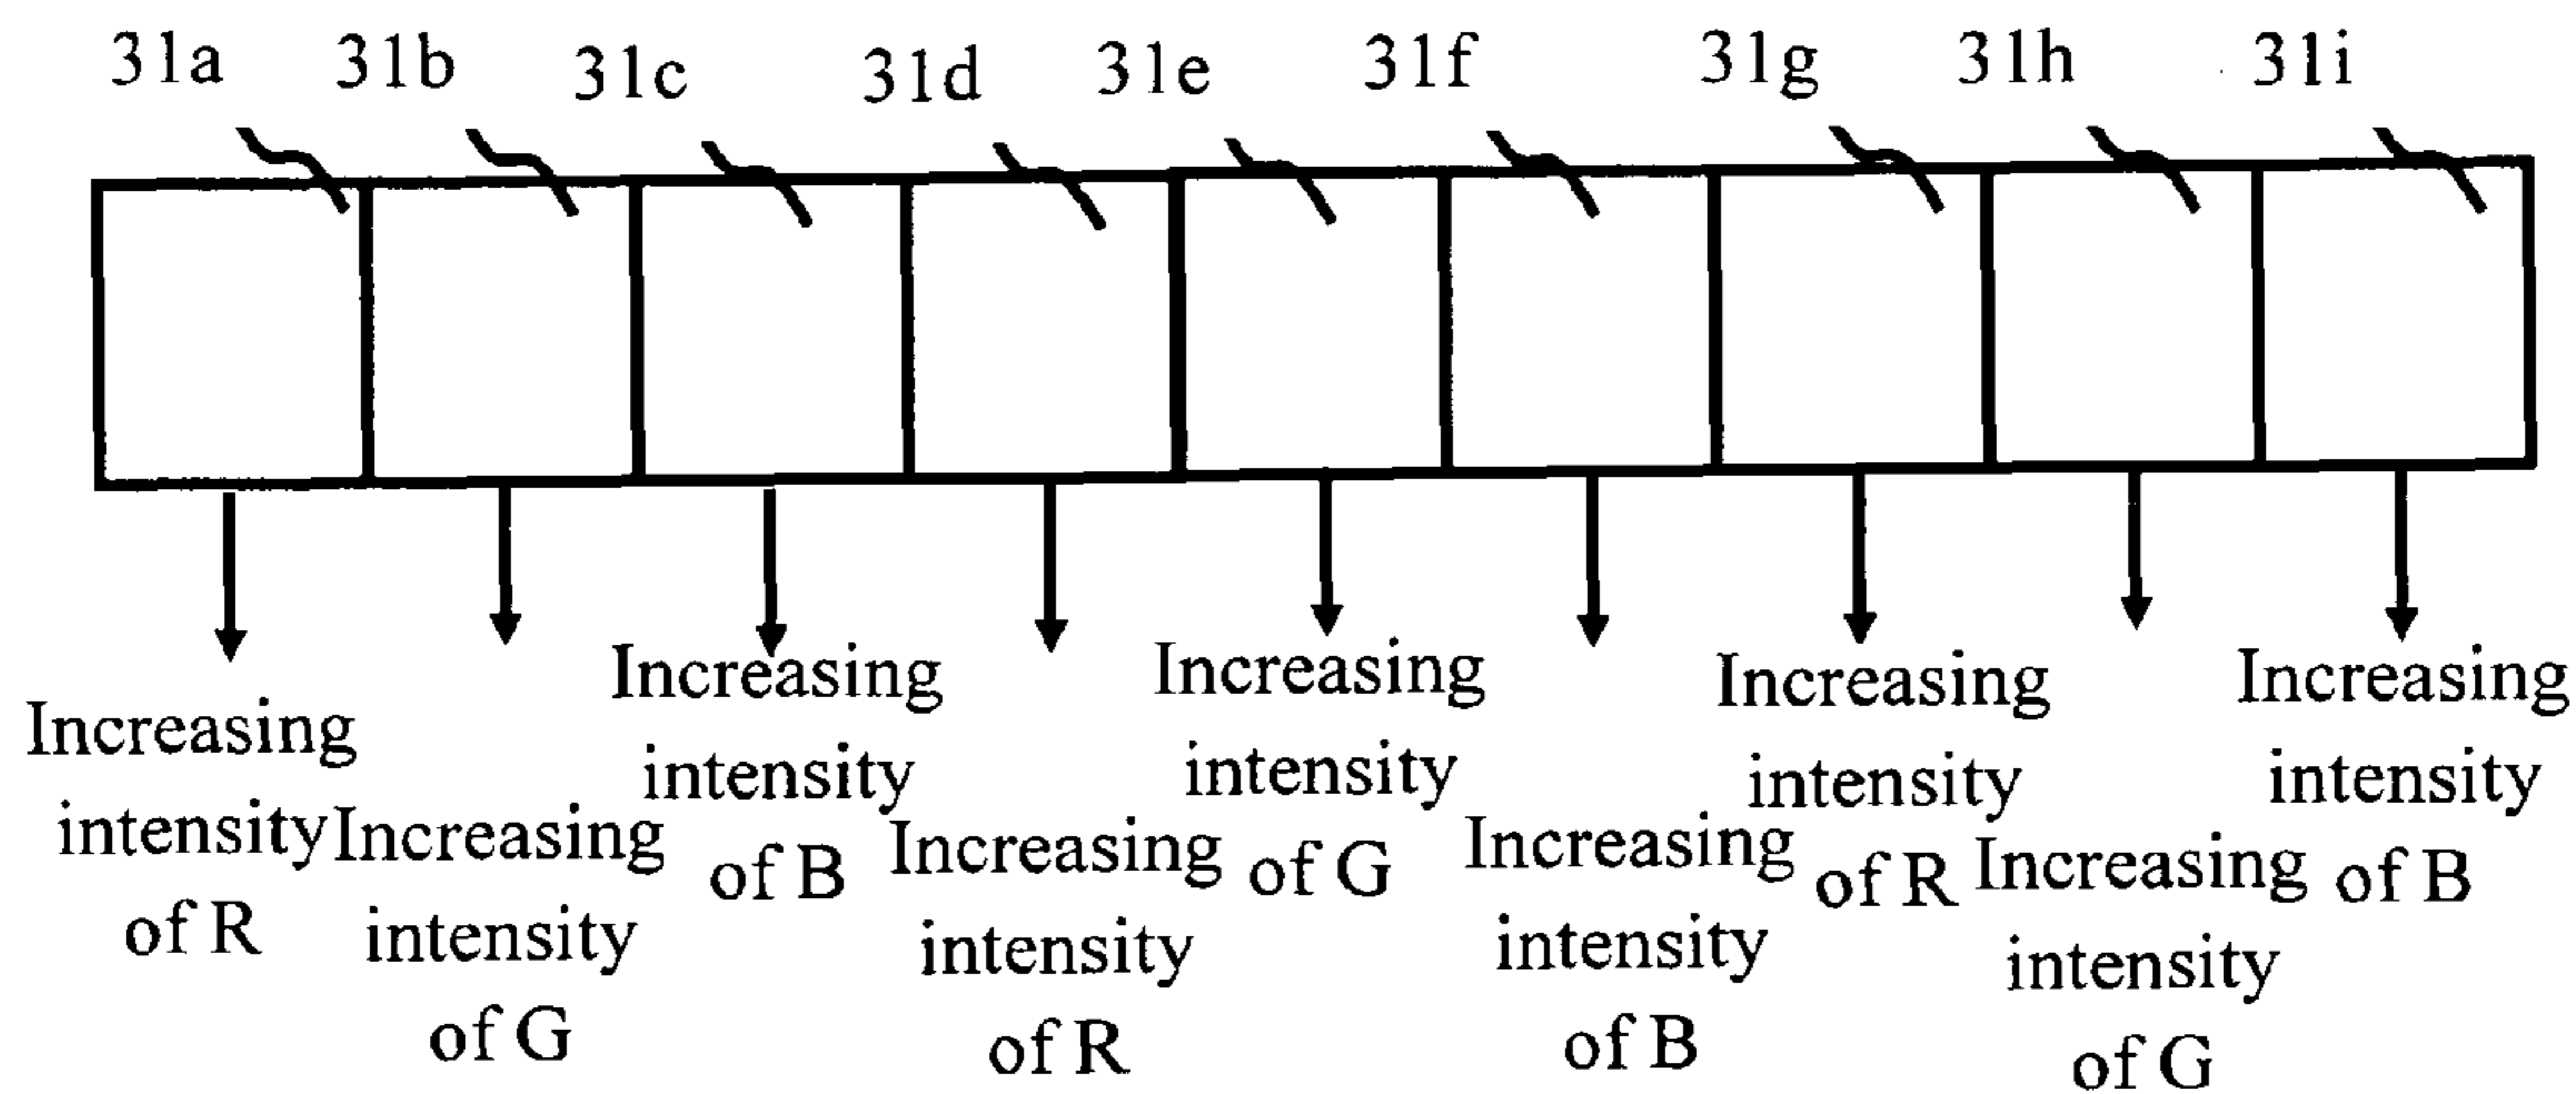 31a 31b 31c 31d 31e 31f 31g 31h 31i
Increasing
intensity
of R
Increasing
intensity
of G
Increasing
intensity
of B
Increasing
intensity
of R
Increasing
intensity
of G
Increasing
intensity
of B
Increasing
intensity
of R
Increasing
intensity
of G
Increasing
intensity
of B